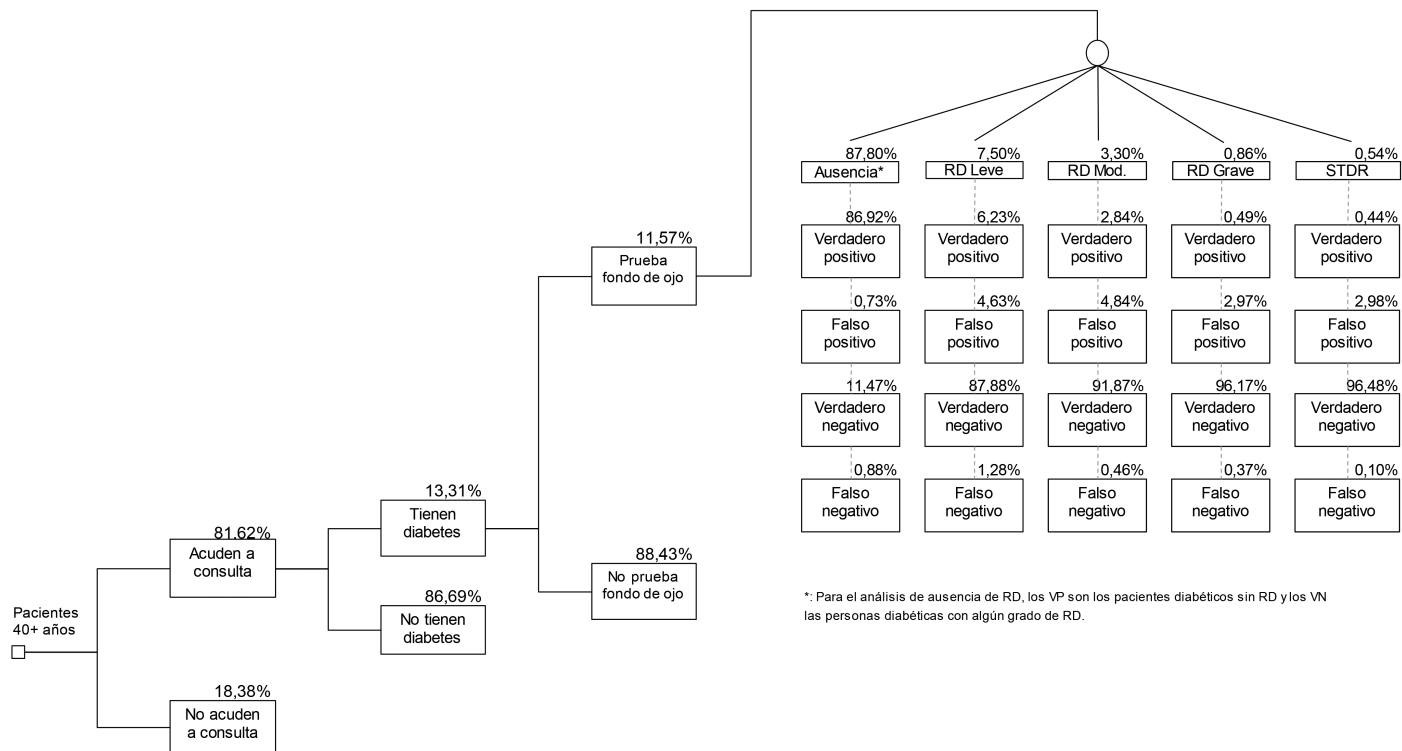 Pacientes
40+ años
81,62%
Acuden a
consulta
18,38%
No acuden
a consulta
13,31%
Tienen
diabetes
86,69%
No tienen
diabetes
11,57%
Prueba
fondo de ojo
88,43%
No prueba
fondo de ojo
87,80%
Ausencia*
86,92%
Verdadero
positivo
0,73%
Falso
positivo
11,47%
Verdadero
negativo
0,88%
Falso
negativo
7,50%
RD Leve
6,23%
Verdadero
positivo
4,63%
Falso
positivo
87,88%
Verdadero
negativo
1,28%
Falso
negativo
3,30%
RD Mod.
2,84%
Verdadero
positivo
4,84%
Falso
positivo
91,87%
Verdadero
negativo
0,46%
Falso
negativo
0,86%
RD Grave
0,49%
Verdadero
positivo
2,97%
Falso
positivo
96,17%
Verdadero
negativo
0,37%
Falso
negativo
0,54%
STDR
0,44%
Verdadero
positivo
2,98%
Falso
positivo
96,48%
Verdadero
negativo
0,10%
Falso
negativo
*: Para el análisis de ausencia de RD, los VP son los pacientes diabéticos sin RD y los VN
las personas diabéticas con algún grado de RD.